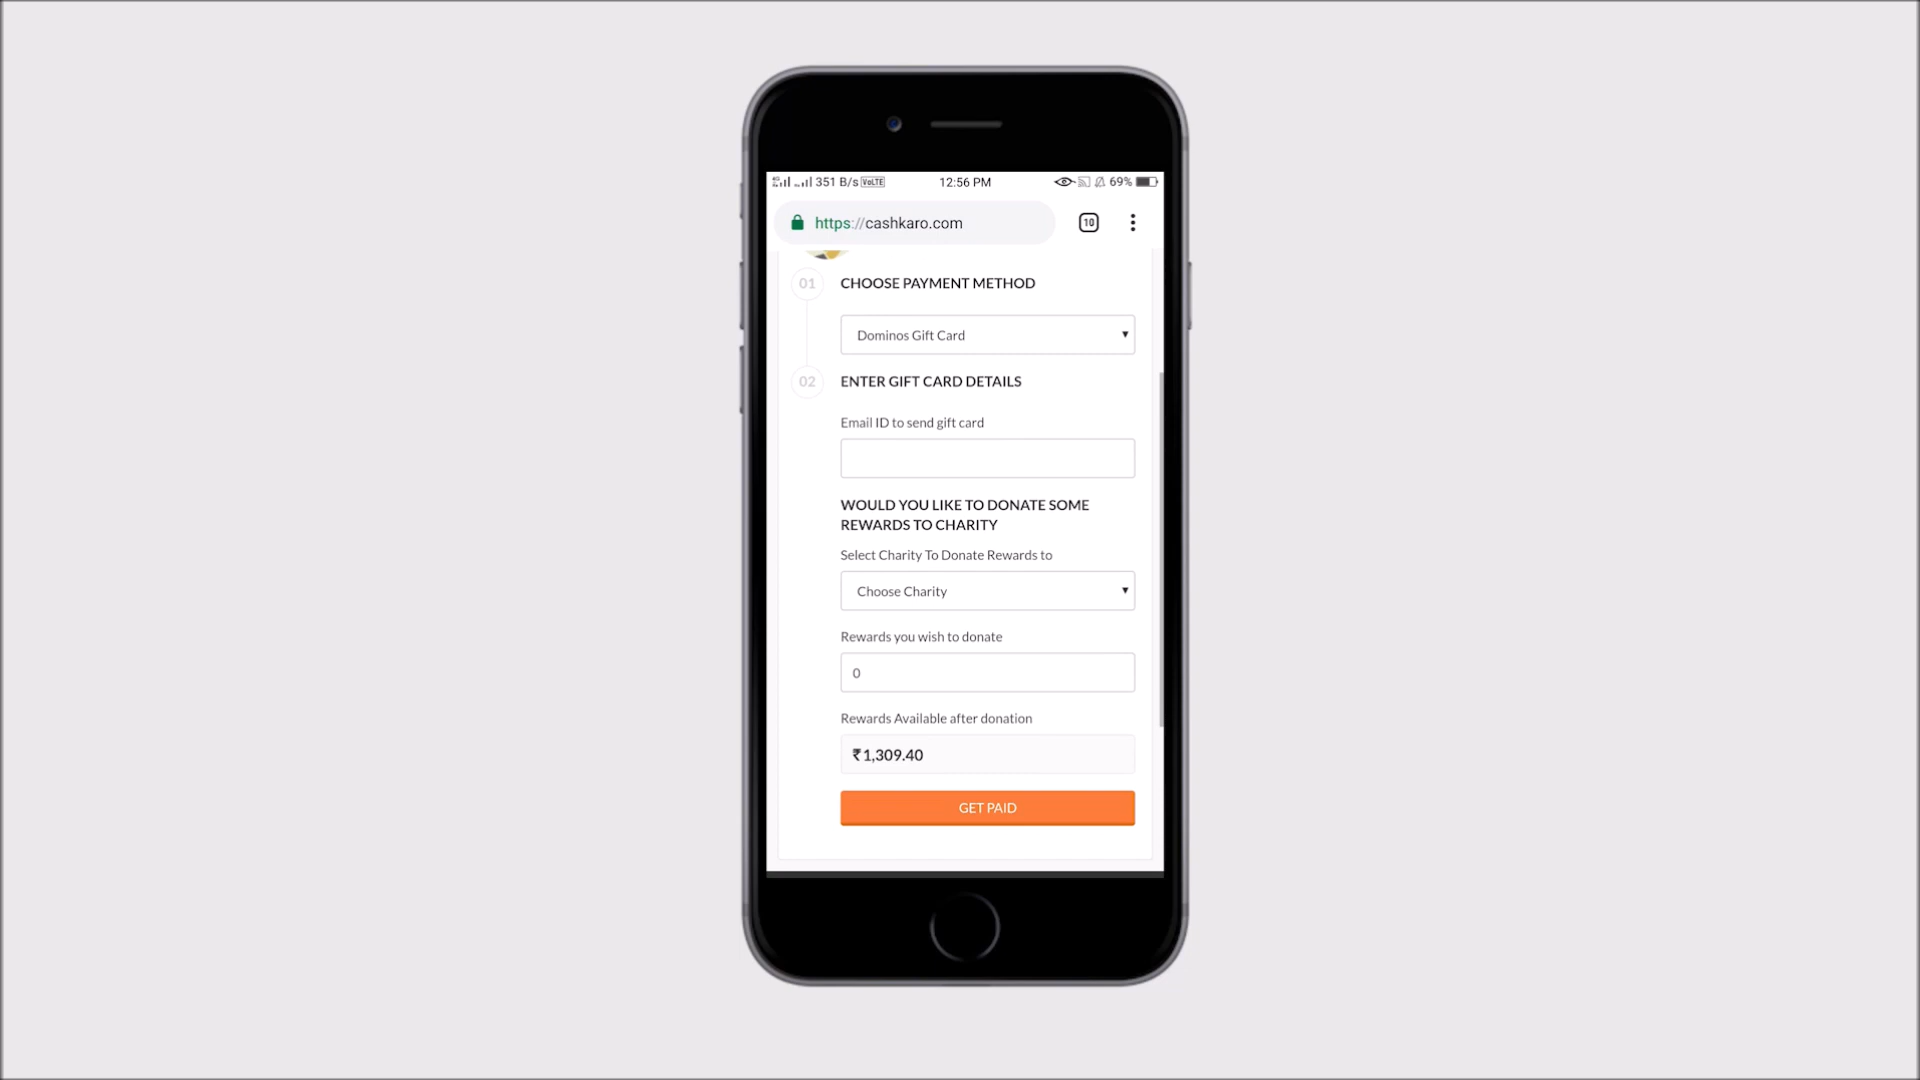 351 B/s VoLTE 12:56 PM 69%
https://cashkaro.com 10
01 CHOOSE PAYMENT METHOD
Dominos Gift Card
02 ENTER GIFT CARD DETAILS
Email ID to send gift card
WOULD YOU LIKE TO DONATE SOME
REWARDS TO CHARITY
Select Charity To Donate Rewards to
Choose Charity
Rewards you wish to donate
0
Rewards Available after donation
₹1,309.40
GET PAID